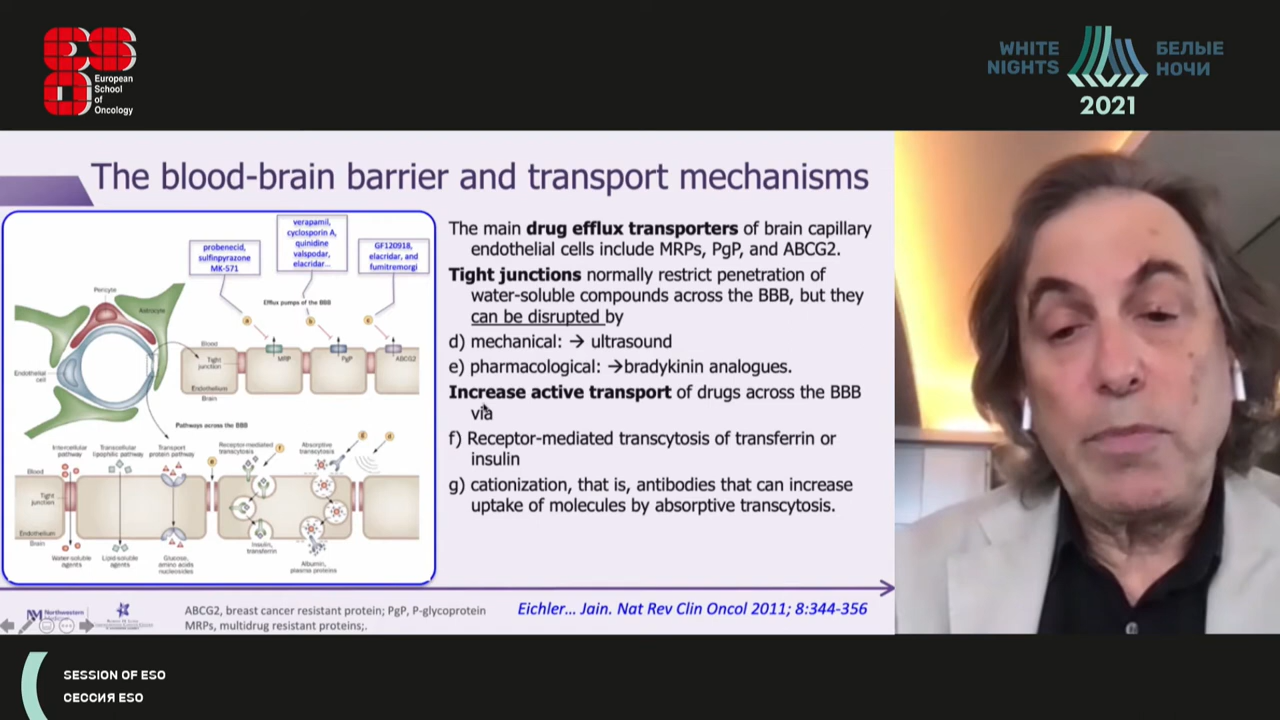 European
School
of
Oncology
WHITE
NIGHTS
БЕЛЫЕ
НОЧИ
2021
The blood-brain barrier and transport mechanisms
probenecid,
sulfinpyrazone
MK-571
verapamil,
cyclosporin A,
quinidine
valspodar,
elacridar...
GF120918,
elacridar, and
fumitremorgi
Efflux pumps of the BBB
Pericyte
Astrocyte
Endothelial
cell
a
b
c
Blood
Tight
junction
Endothelium
Brain
MRP
PgP
ABCG2
Pathways across the BBB
Intercellular
pathway
Transcellular
lipophilic pathway
Transport
protein pathway
Receptor-mediated
transcytosis
Absorptive
transcytosis
e
f
g
d
Blood
Tight
junction
Endothelium
Brain
Water-soluble
agents
Lipid-soluble
agents
Glucose,
amino acids
nucleosides
Insulin,
transferrin
Albumin,
plasma proteins
The main drug efflux transporters of brain capillary
endothelial cells include MRPs, PgP, and ABCG2.
Tight junctions normally restrict penetration of
water-soluble compounds across the BBB, but they
can be disrupted by
d) mechanical: → ultrasound
e) pharmacological: →bradykinin analogues.
Increase active transport of drugs across the BBB
via
f) Receptor-mediated transcytosis of transferrin or
insulin
g) cationization, that is, antibodies that can increase
uptake of molecules by absorptive transcytosis.
Northwestern
Medicine
ABCG2, breast cancer resistant protein; PgP, P-glycoprotein
MRPs, multidrug resistant proteins;.
Eichler... Jain. Nat Rev Clin Oncol 2011; 8:344-356
SESSION OF ESO
СЕССИЯ ESO